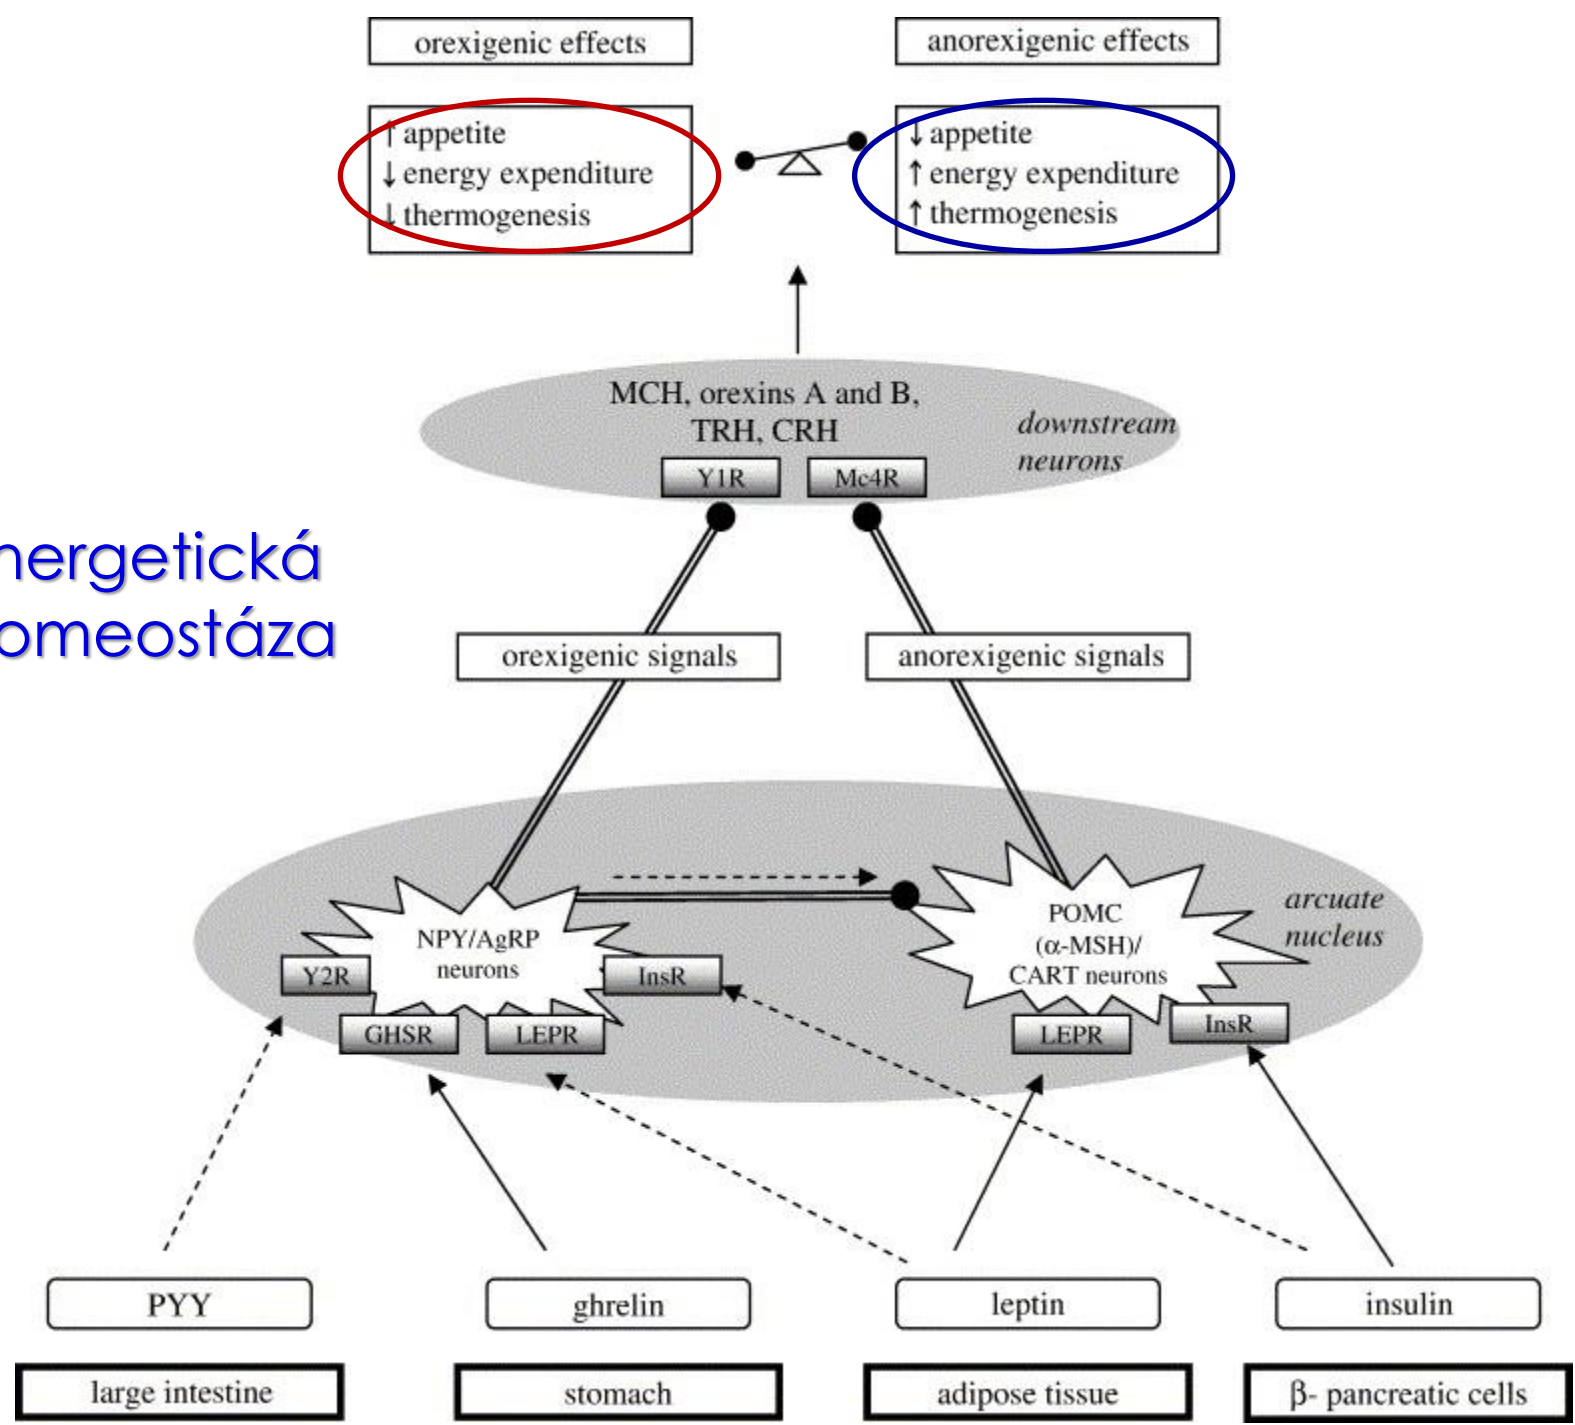 orexigenic effects
anorexigenic effects
↑ appetite
↓ energy expenditure
↓ thermogenesis
↓ appetite
↑ energy expenditure
↑ thermogenesis
MCH, orexins A and B,
TRH, CRH
downstream
neurons
Y1R
Mc4R
nergetická
omeostáza
orexigenic signals
anorexigenic signals
NPY/AgRP
neurons
POMC
(α-MSH)/
CART neurons
arcuate
nucleus
Y2R
InsR
GHSR
LEPR
LEPR
InsR
PYY
ghrelin
leptin
insulin
large intestine
stomach
adipose tissue
β- pancreatic cells